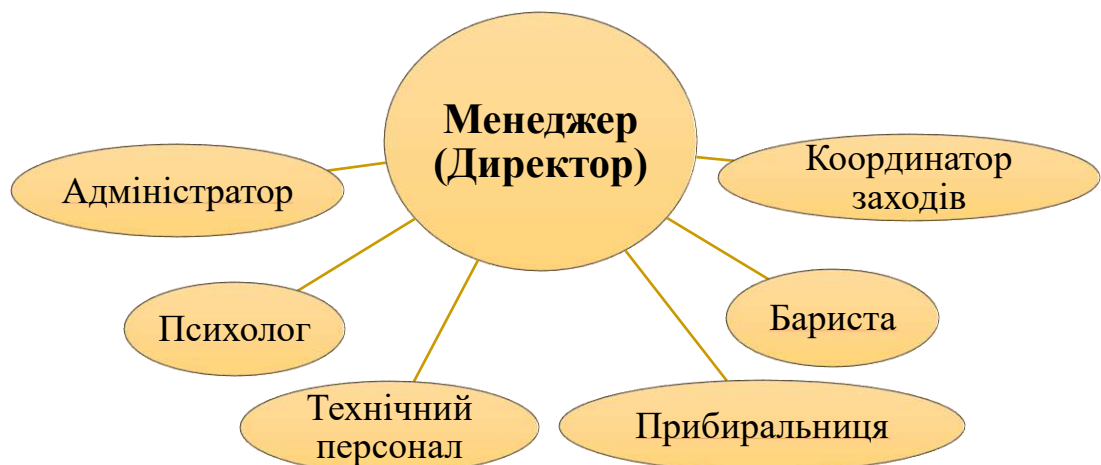 Менеджер
(Директор)
Адміністратор
Координатор
заходів
Психолог
Бариста
Технічний
персонал
Прибиральниця